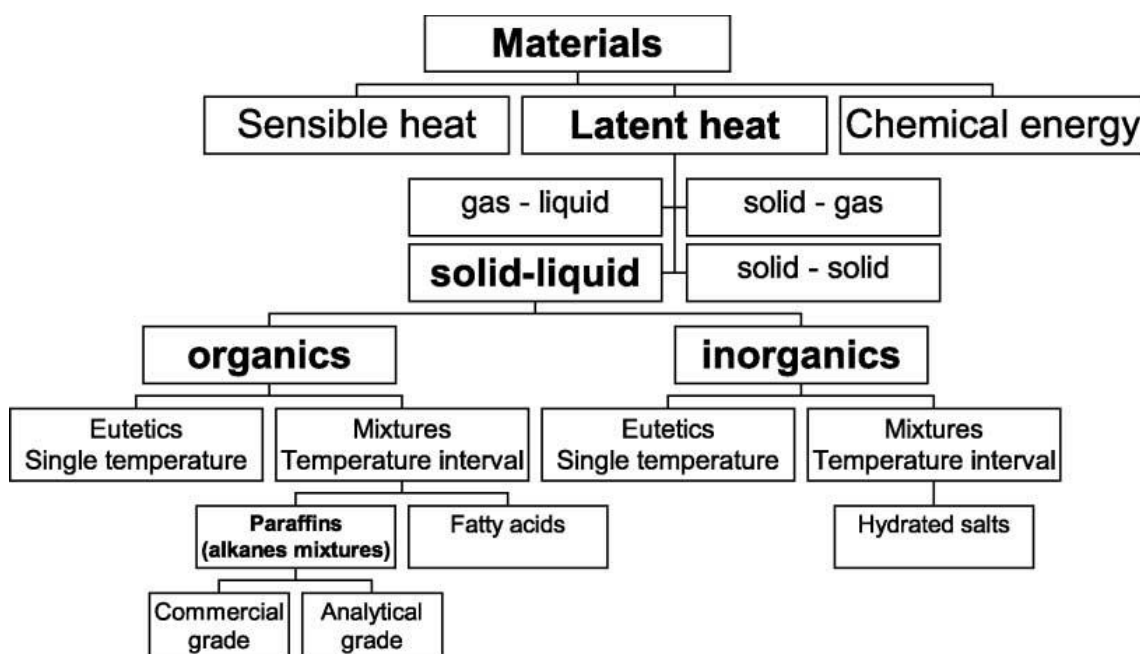 Materials
Sensible heat
Latent heat
Chemical energy
gas - liquid
solid - gas
solid-liquid
solid - solid
organics
inorganics
Eutetics
Single temperature
Mixtures
Temperature interval
Eutetics
Single temperature
Mixtures
Temperature interval
Paraffins
(alkanes mixtures)
Fatty acids
Hydrated salts
Commercial
grade
Analytical
grade